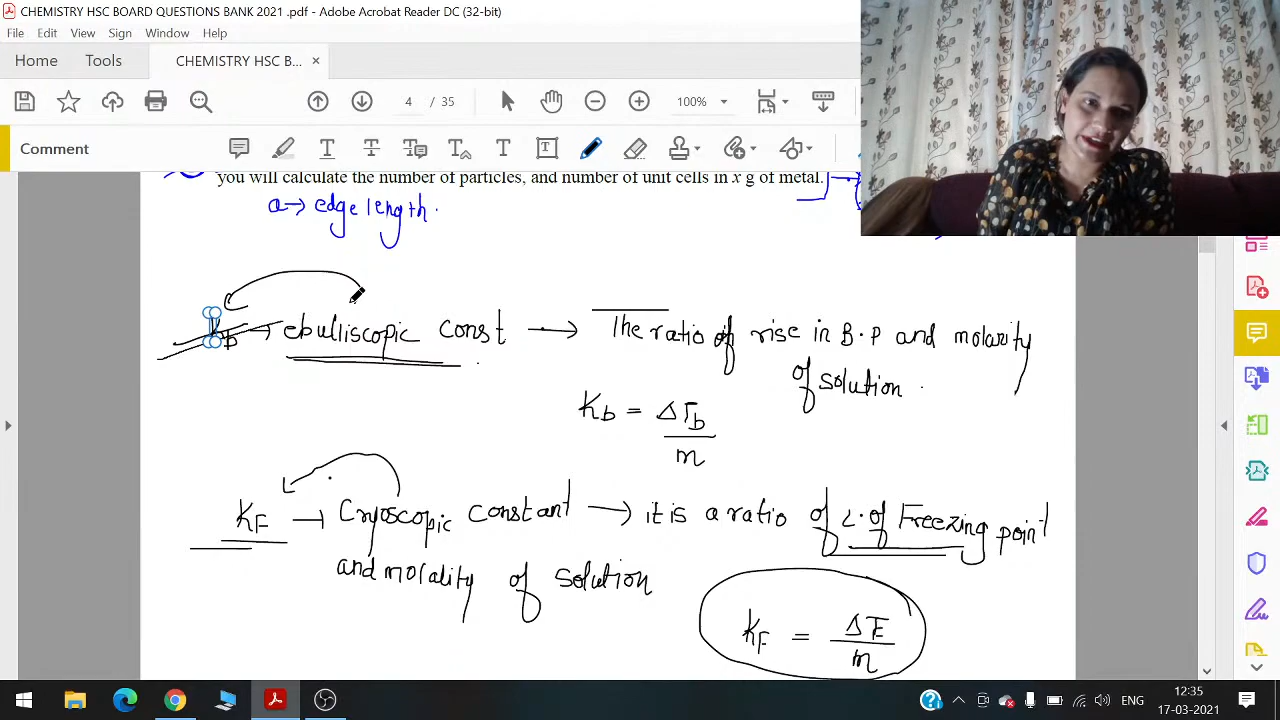 CHEMISTRY HSC BOARD QUESTIONS BANK 2021 .pdf - Adobe Acrobat Reader DC (32-bit)
File Edit View Sign Window Help
Home Tools CHEMISTRY HSC B... ×
4 / 35 100%
Comment
you will calculate the number of particles, and number of unit cells in x g of metal.
a → edge length.
Kb → ebulliscopic const → The ratio of rise in B.P and molarity
of solution.
Kb = ΔTb
m
KF → Cryoscopic constant → it is a ratio of L. of Freezing point
and molality of solution
KF =
m
ENG
12:35
17-03-2021